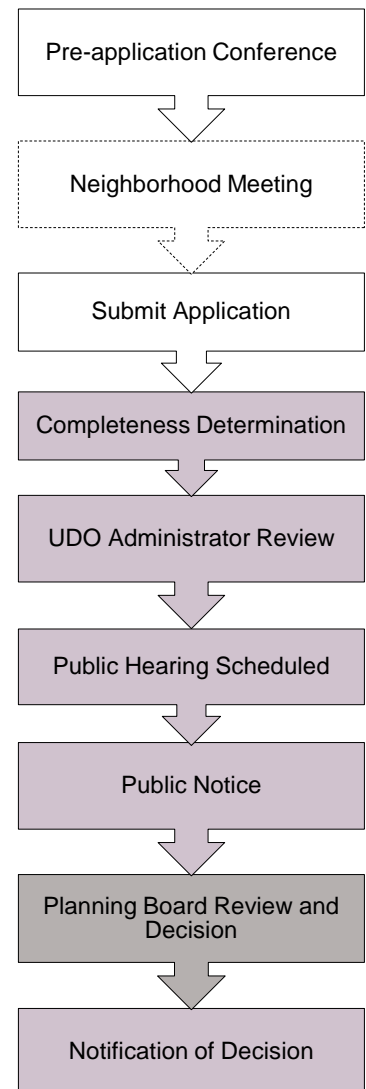 Pre-application Conference
Neighborhood Meeting
Submit Application
Completeness Determination
UDO Administrator Review
Public Hearing Scheduled
Public Notice
Planning Board Review and
Decision
Notification of Decision